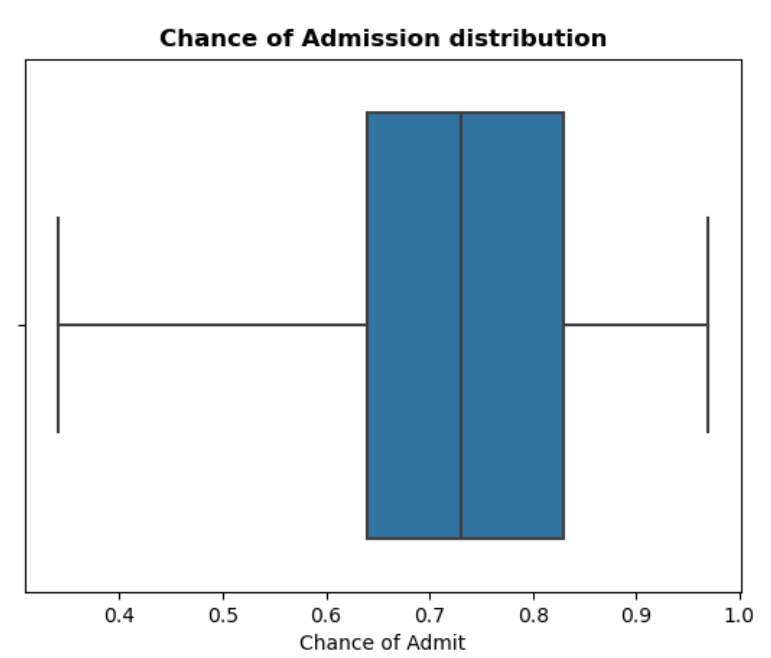 Chance of Admission distribution
0.4 0.5 0.6 0.7 0.8 0.9 1.0
Chance of Admit